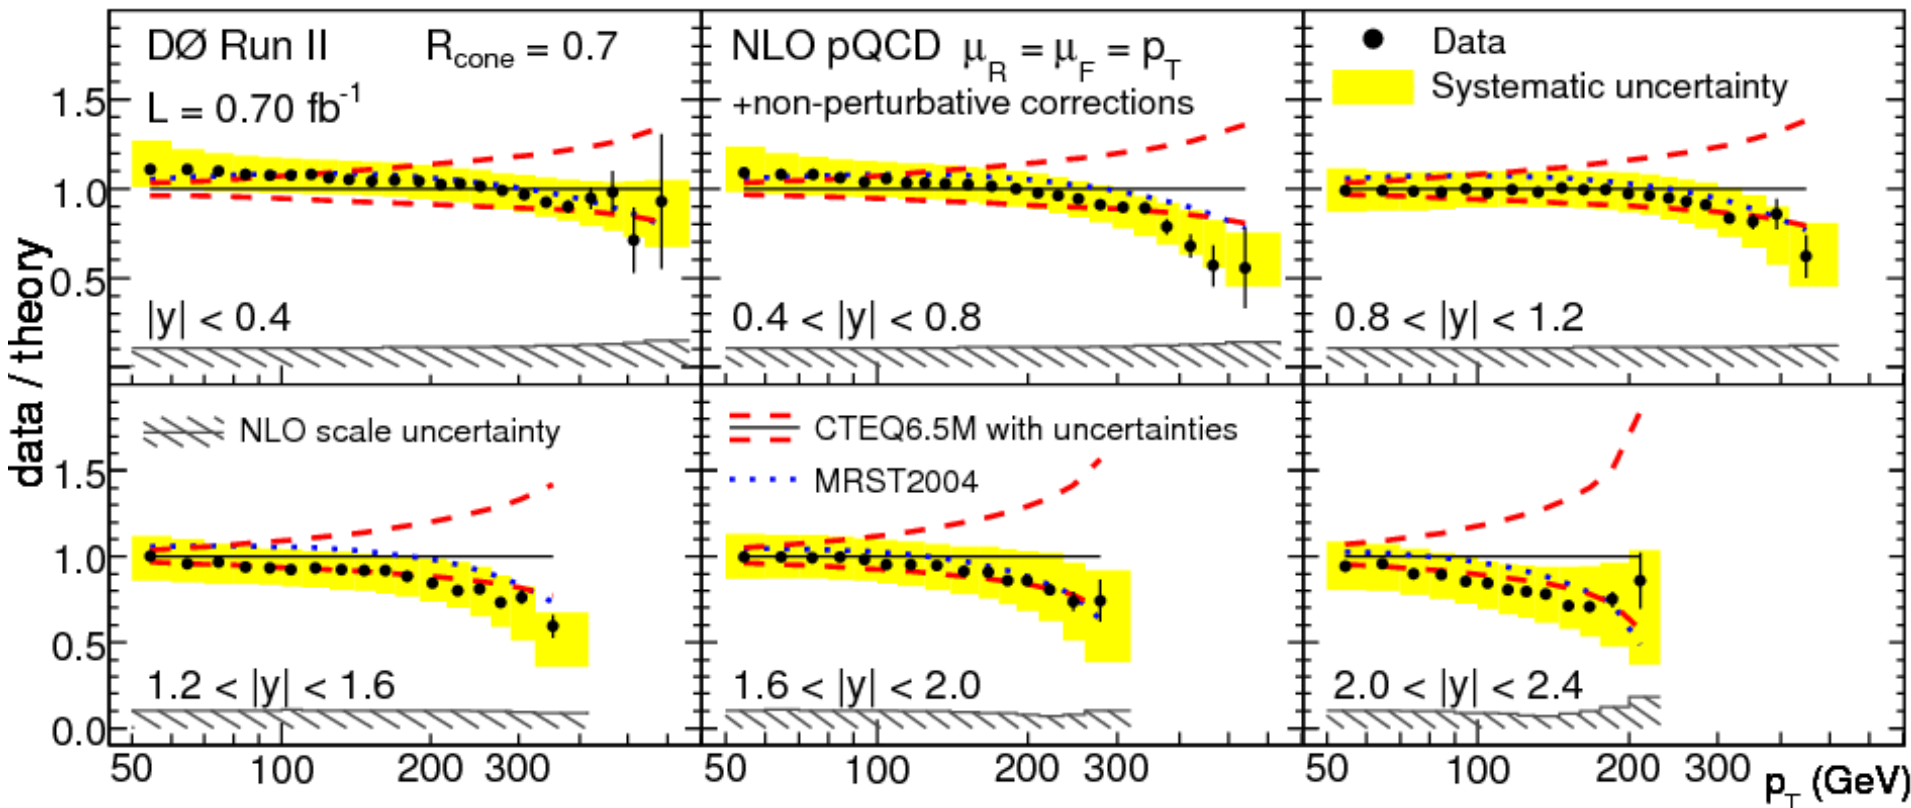 data / theory
DØ Run II R_cone = 0.7
L = 0.70 fb⁻¹
1.5
1.0
0.5
|y| < 0.4
NLO pQCD μ_R = μ_F = p_T
+non-perturbative corrections
0.4 < |y| < 0.8
Data
Systematic uncertainty
0.8 < |y| < 1.2
NLO scale uncertainty
1.5
1.0
0.5
0.0
1.2 < |y| < 1.6
CTEQ6.5M with uncertainties
MRST2004
1.6 < |y| < 2.0
2.0 < |y| < 2.4
50 100 200 300 50 100 200 300 50 100 200 300
p_T (GeV)